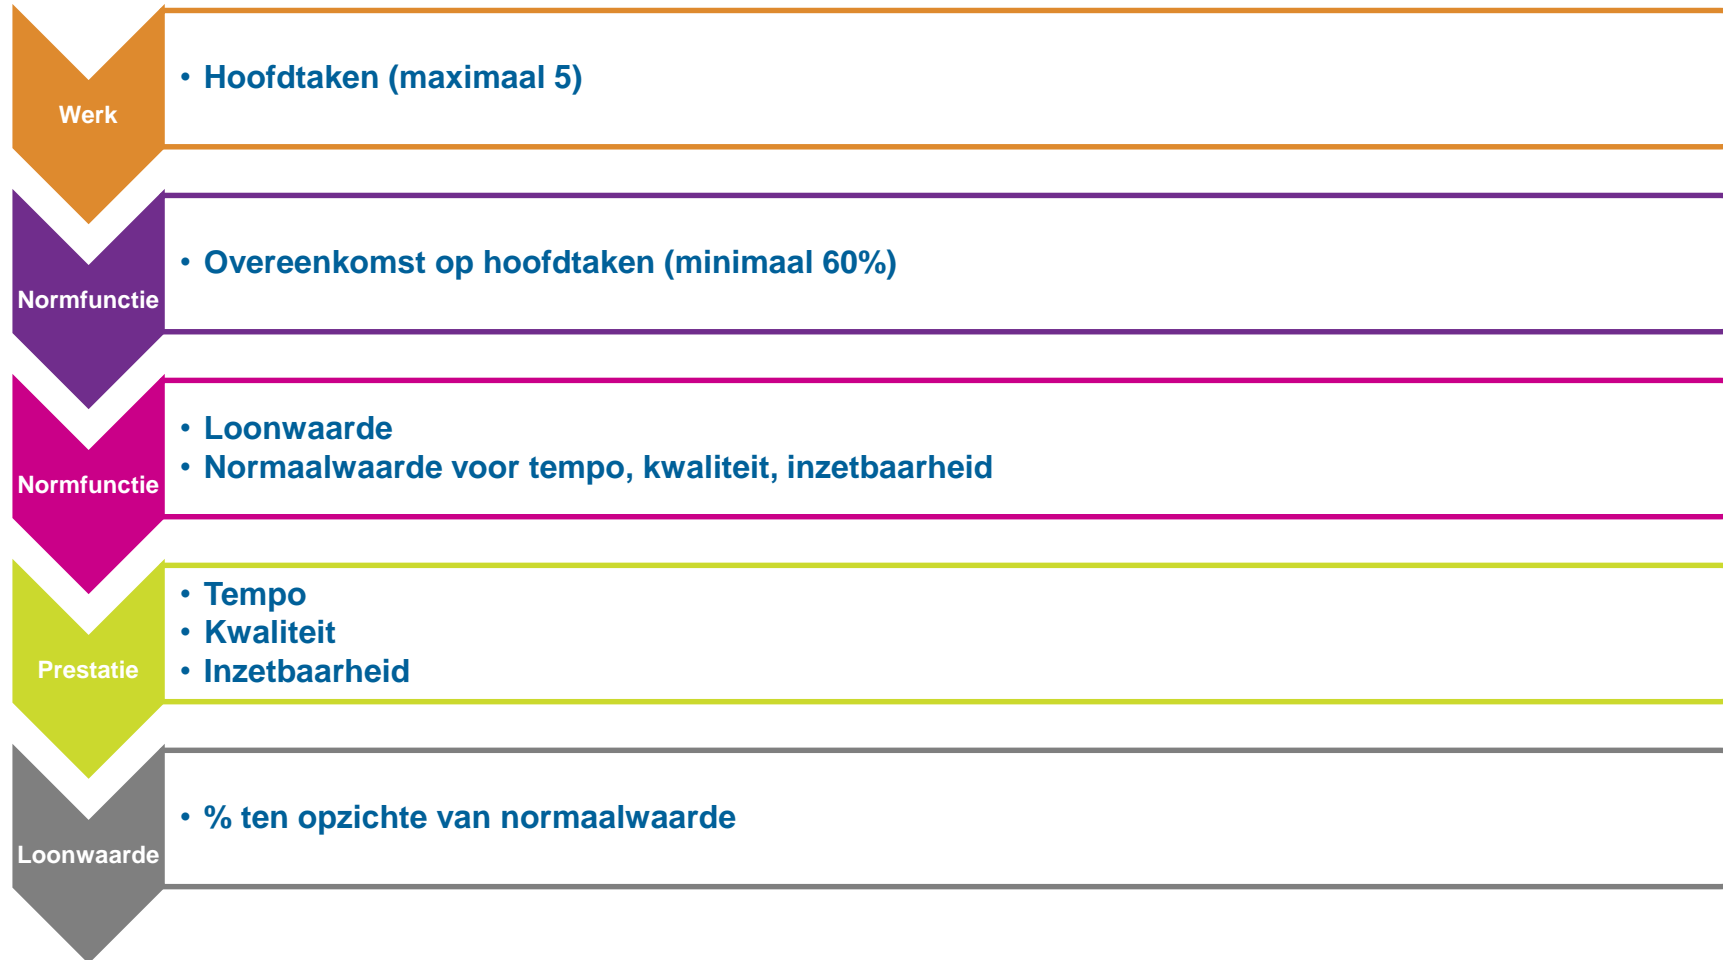 Werk
• Hoofdtaken (maximaal 5)
Normfunctie
• Overeenkomst op hoofdtaken (minimaal 60%)
Normfunctie
• Loonwaarde
• Normaalwaarde voor tempo, kwaliteit, inzetbaarheid
Prestatie
• Tempo
• Kwaliteit
• Inzetbaarheid
Loonwaarde
• % ten opzichte van normaalwaarde